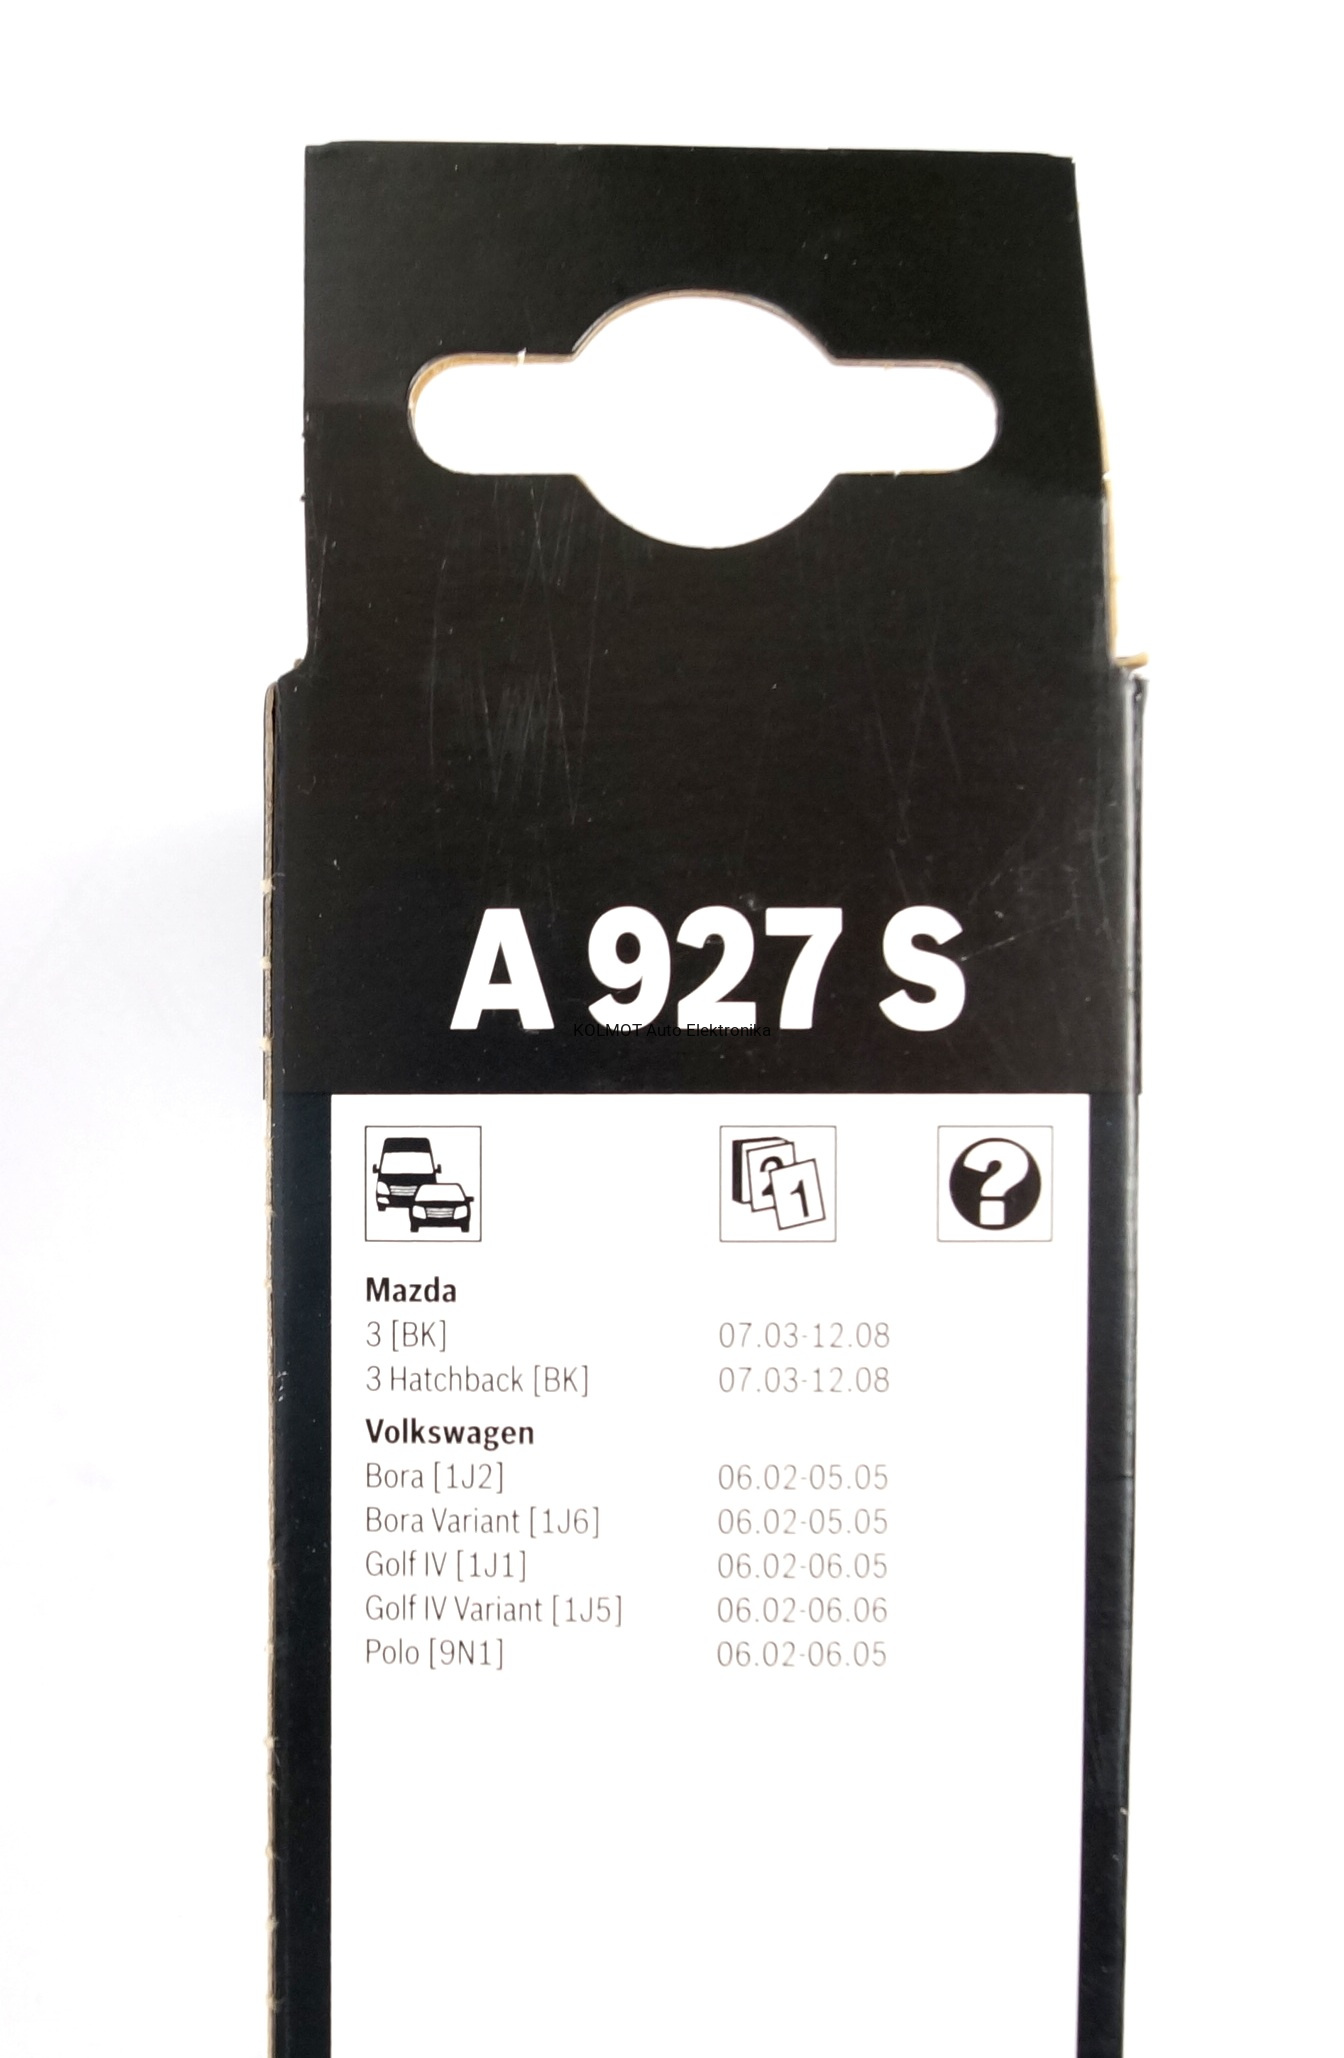 A 927 S
KOLMOT Auto Elektronika
2 1 ?
Mazda
3 [BK] 07.03-12.08
3 Hatchback [BK] 07.03-12.08
Volkswagen
Bora [1J2] 06.02-05.05
Bora Variant [1J6] 06.02-05.05
Golf IV [1J1] 06.02-06.05
Golf IV Variant [1J5] 06.02-06.06
Polo [9N1] 06.02-06.05